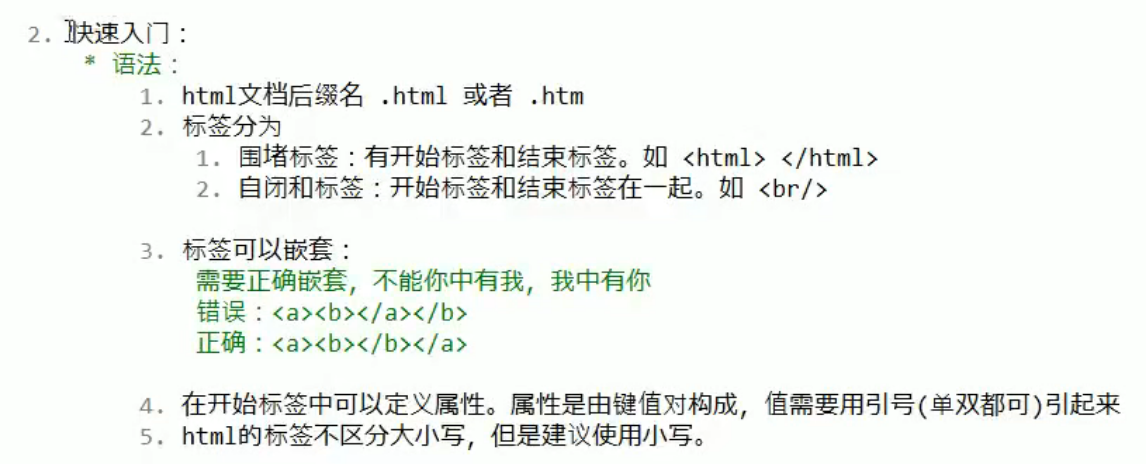 2. 快速入门：
* 语法：
1. html文档后缀名 .html 或者 .htm
2. 标签分为
1. 围堵标签：有开始标签和结束标签。如 <html> </html>
2. 自闭和标签：开始标签和结束标签在一起。如 <br/>
3. 标签可以嵌套：
需要正确嵌套，不能你中有我，我中有你
错误：<a><b></a></b>
正确：<a><b></b></a>
4. 在开始标签中可以定义属性。属性是由键值对构成，值需要用引号(单双都可)引起来
5. html的标签不区分大小写，但是建议使用小写。